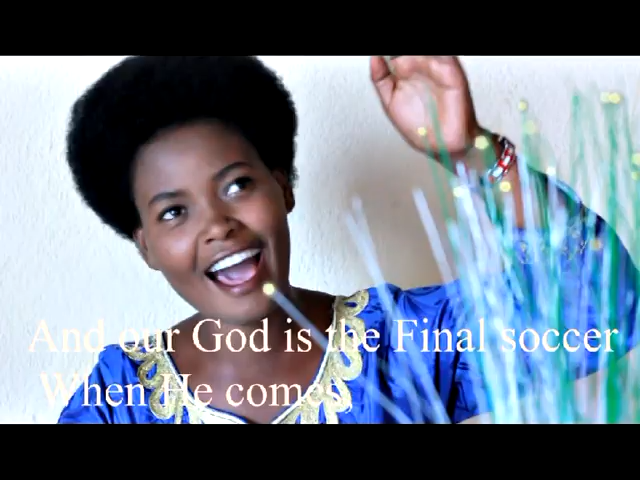 And our God is the Final soccer
When He comes,